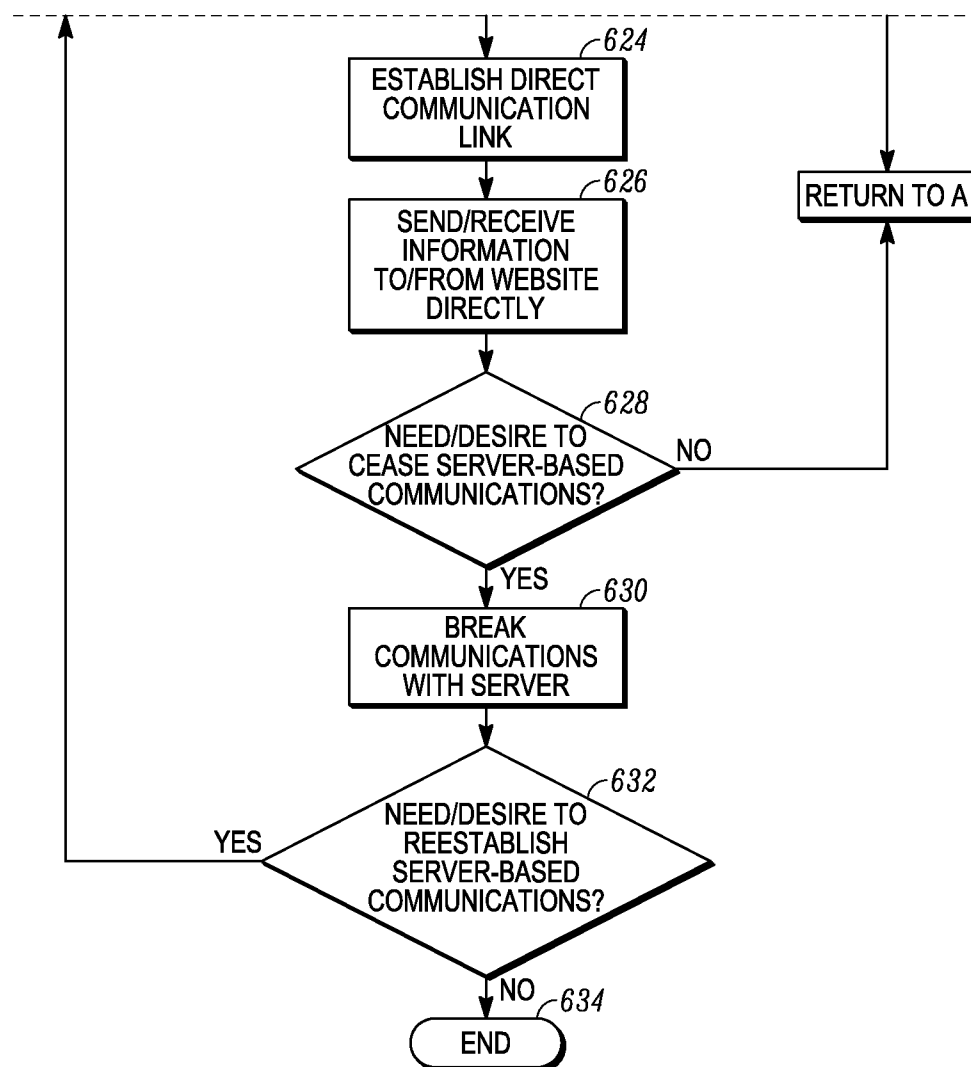 624
ESTABLISH DIRECT
COMMUNICATION
LINK
626
SEND/RECEIVE
INFORMATION
TO/FROM WEBSITE
DIRECTLY
RETURN TO A
628
NEED/DESIRE TO
CEASE SERVER-BASED
COMMUNICATIONS?
NO
YES
630
BREAK
COMMUNICATIONS
WITH SERVER
632
NEED/DESIRE TO
REESTABLISH
SERVER-BASED
COMMUNICATIONS?
YES
NO
634
END